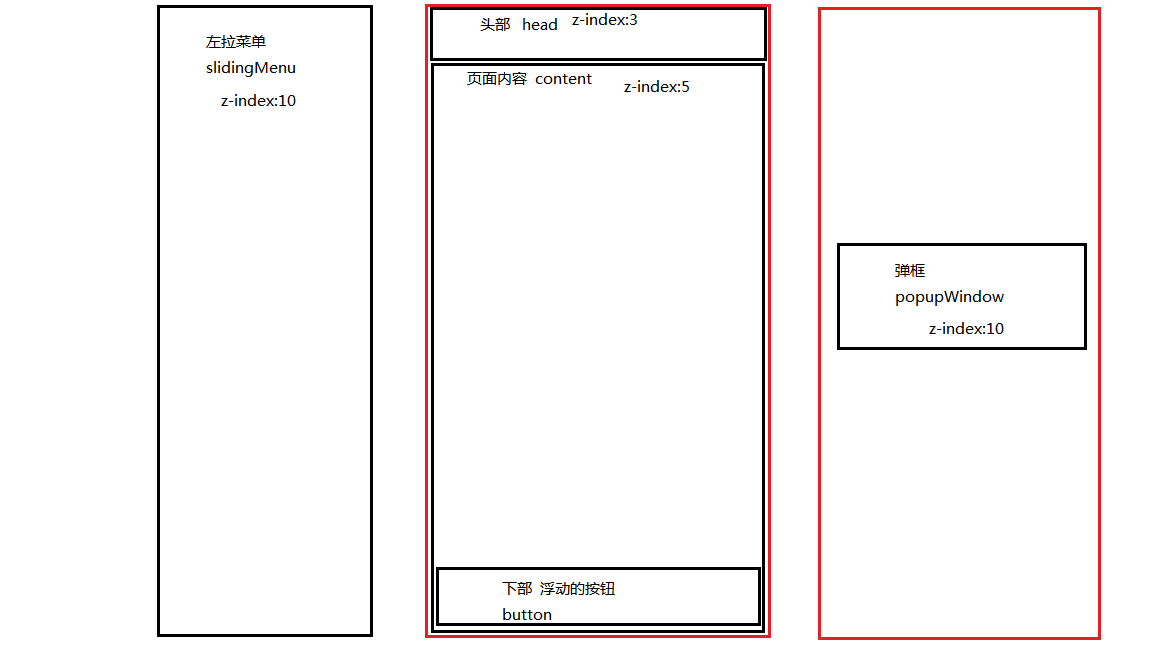 左拉菜单
slidingMenu
z-index:10
头部 head z-index:3
页面内容 content z-index:5
下部 浮动的按钮
button
弹框
popupWindow
z-index:10